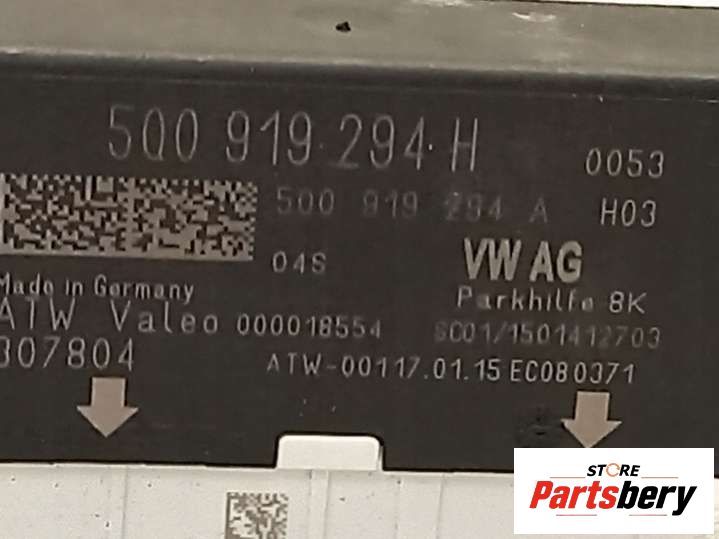 5Q0 919 294 H 0053
5Q0 919 294 A H03
04S VW AG
Made in Germany Parkhilfe 8K
ATW Valeo 000018554 SC01/1501412703
307804 ATW-00117.01.15 EC080371
STORE
Partsbery